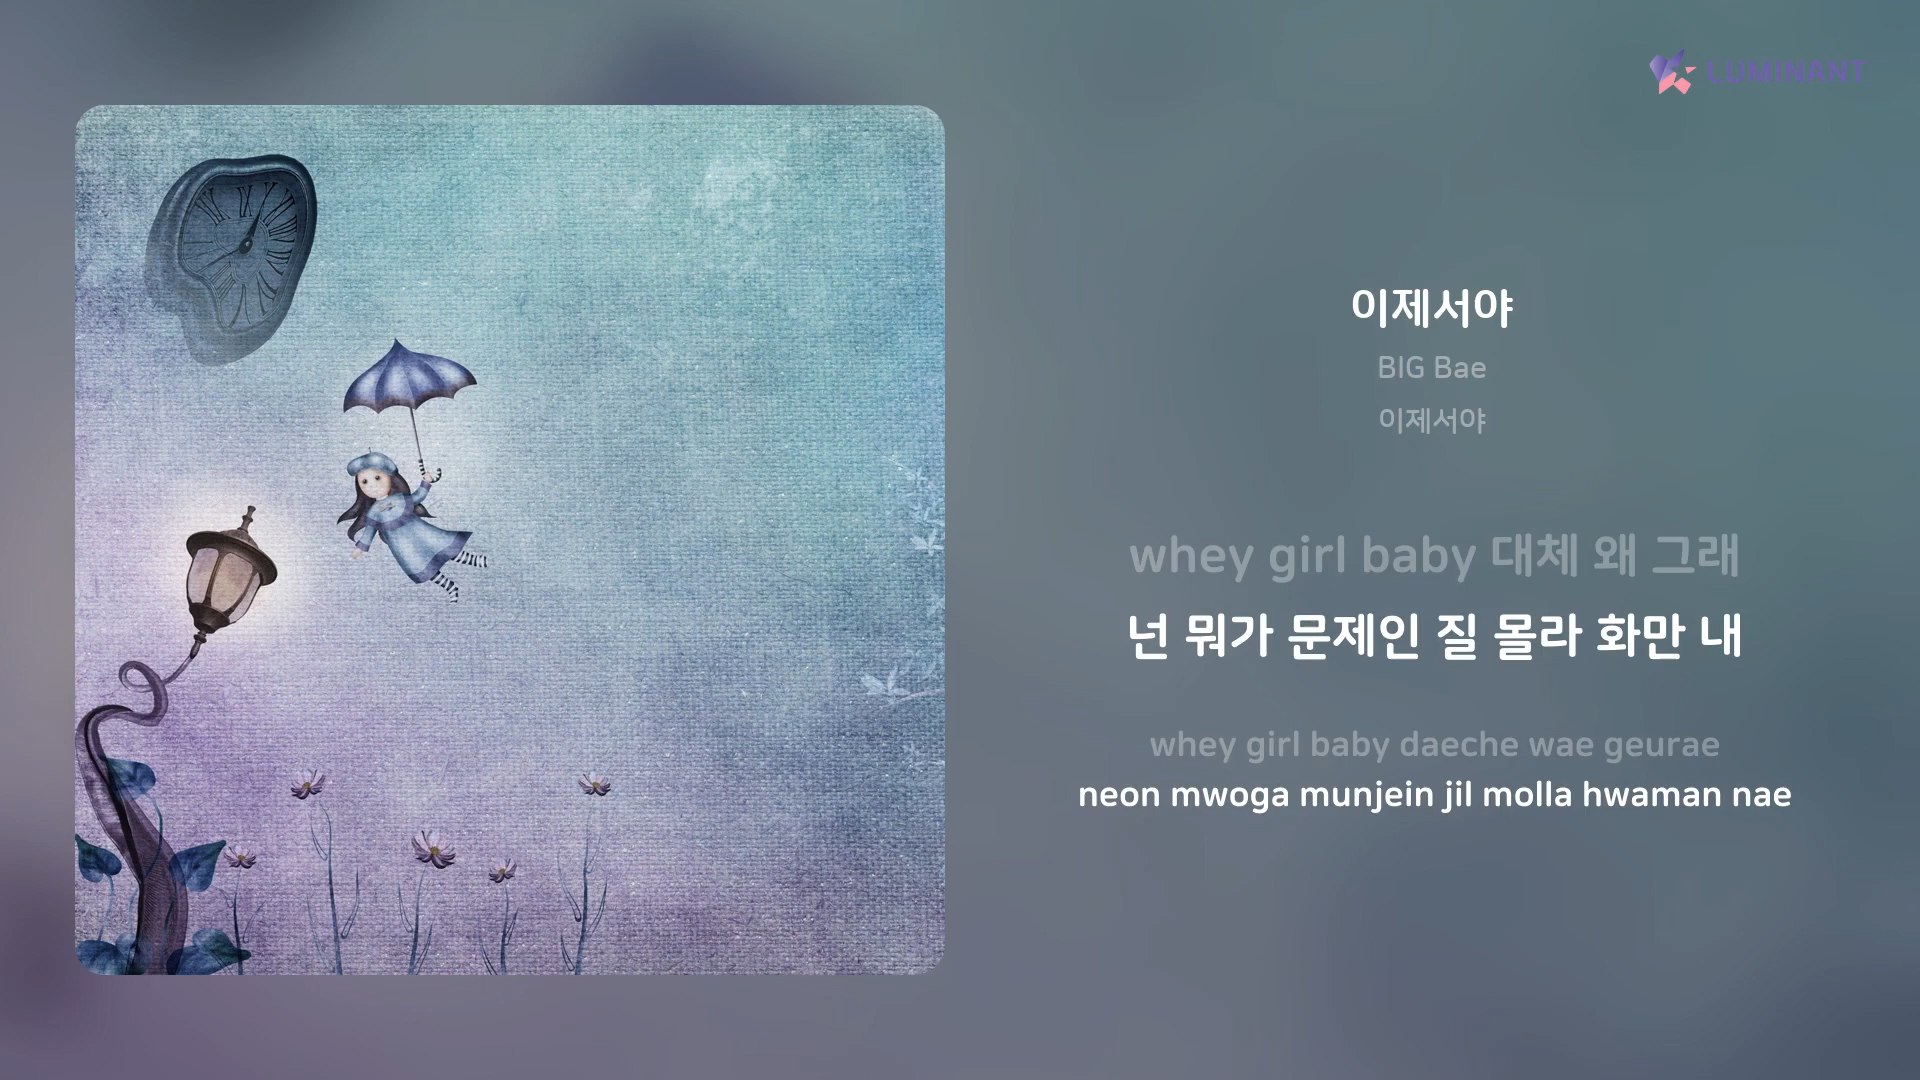 LUMINANT
이제서야
BIG Bae
이제서야
whey girl baby 대체 왜 그래
넌 뭐가 문제인 질 몰라 화만 내
whey girl baby daeche wae geurae
neon mwoga munjein jil molla hwaman nae